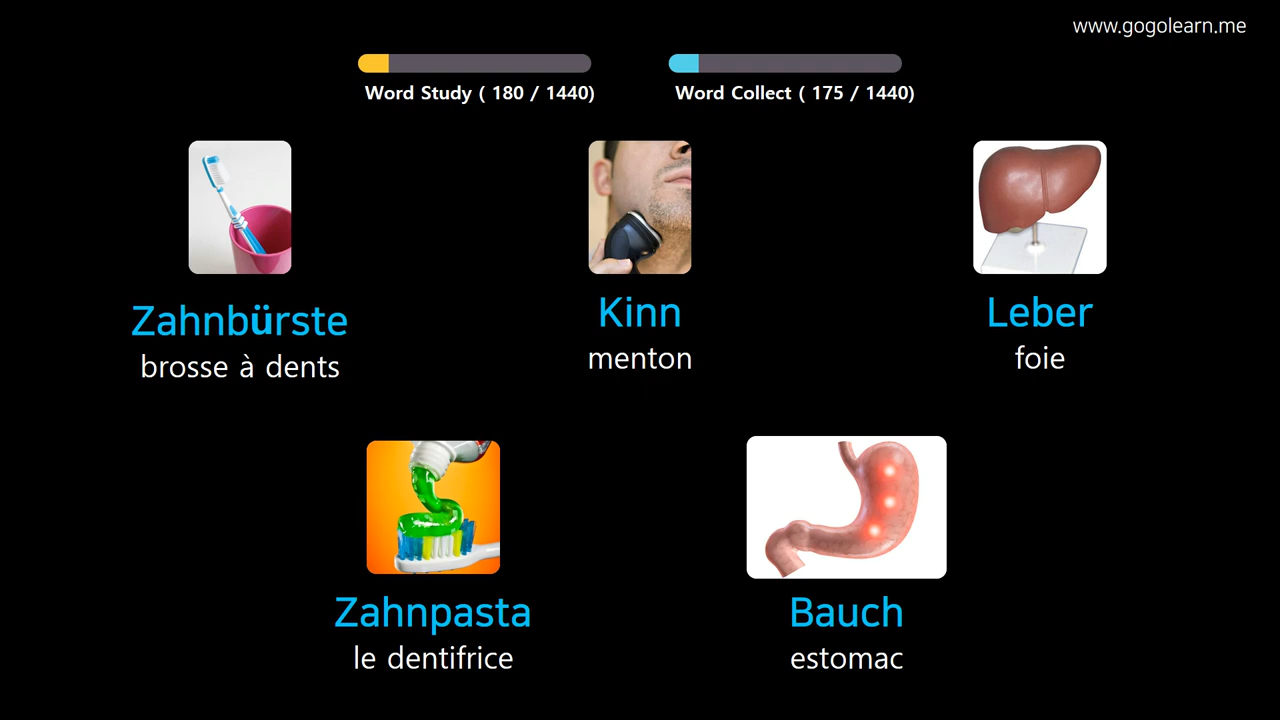 www.gogolearn.me
Word Study ( 180 / 1440)
Word Collect ( 175 / 1440)
Zahnbürste
brosse à dents
Kinn
menton
Leber
foie
Zahnpasta
le dentifrice
Bauch
estomac